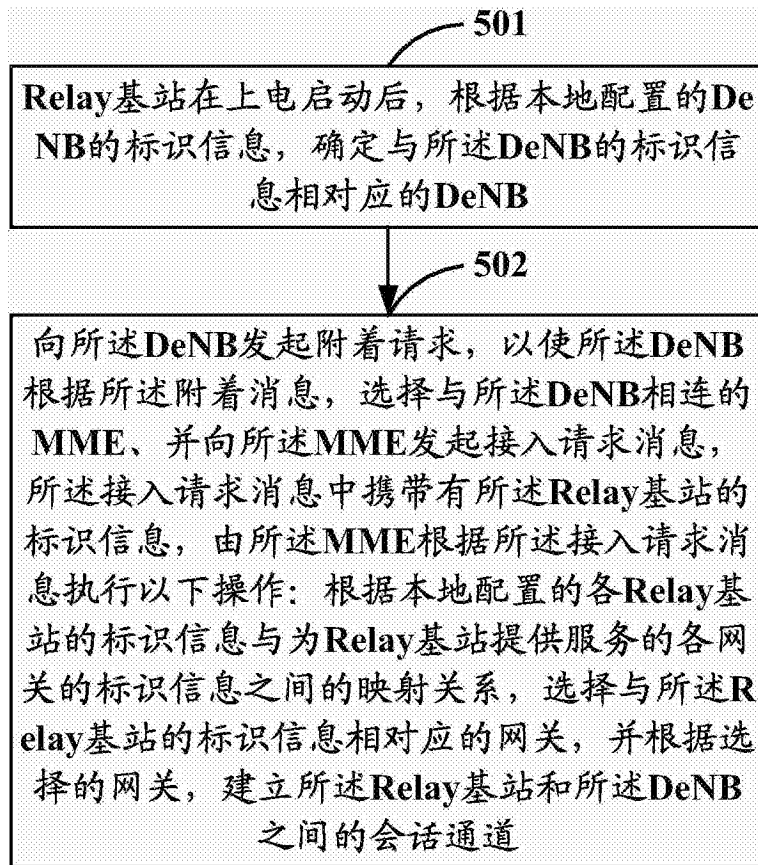 501
Relay基站在上电启动后，根据本地配置的De
NB的标识信息，确定与所述DeNB的标识信
息相对应的DeNB
502
向所述DeNB发起附着请求，以使所述DeNB
根据所述附着消息，选择与所述DeNB相连的
MME、并向所述MME发起接入请求消息，
所述接入请求消息中携带有所述Relay基站的
标识信息，由所述MME根据所述接入请求消
息执行以下操作：根据本地配置的各Relay基
站的标识信息与为Relay基站提供服务的各网
关的标识信息之间的映射关系，选择与所述R
elay基站的标识信息相对应的网关，并根据选
择的网关，建立所述Relay基站和所述DeNB
之间的会话通道